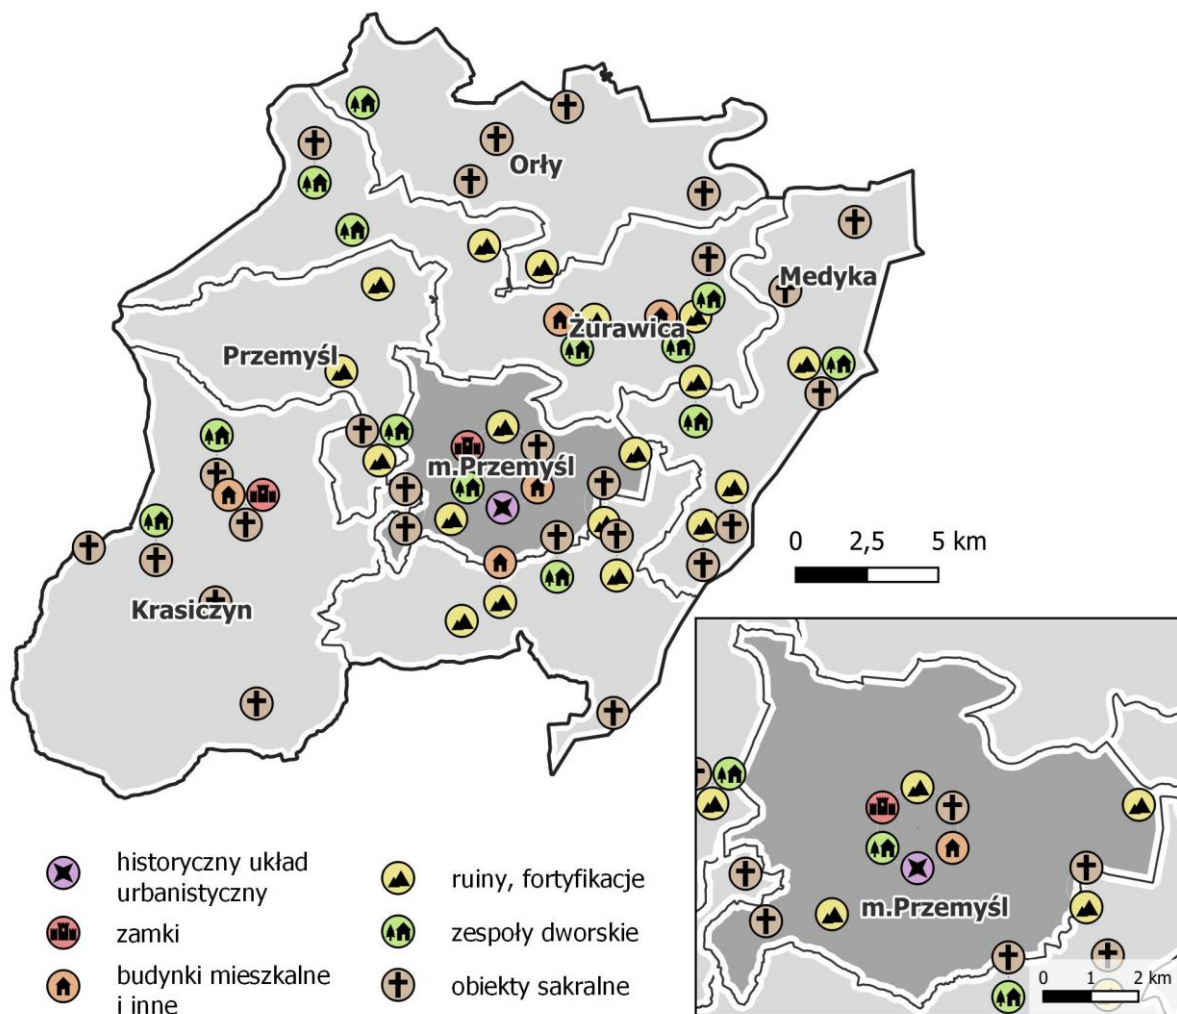 Orły
Medyka
Żurawica
Przemyśl
m.Przemyśl
Krasiczyn
0 2,5 5 km
m.Przemyśl
0 1 2 km
historyczny układ
urbanistyczny
zamki
budynki mieszkalne
i inne
ruiny, fortyfikacje
zespoły dworskie
obiekty sakralne